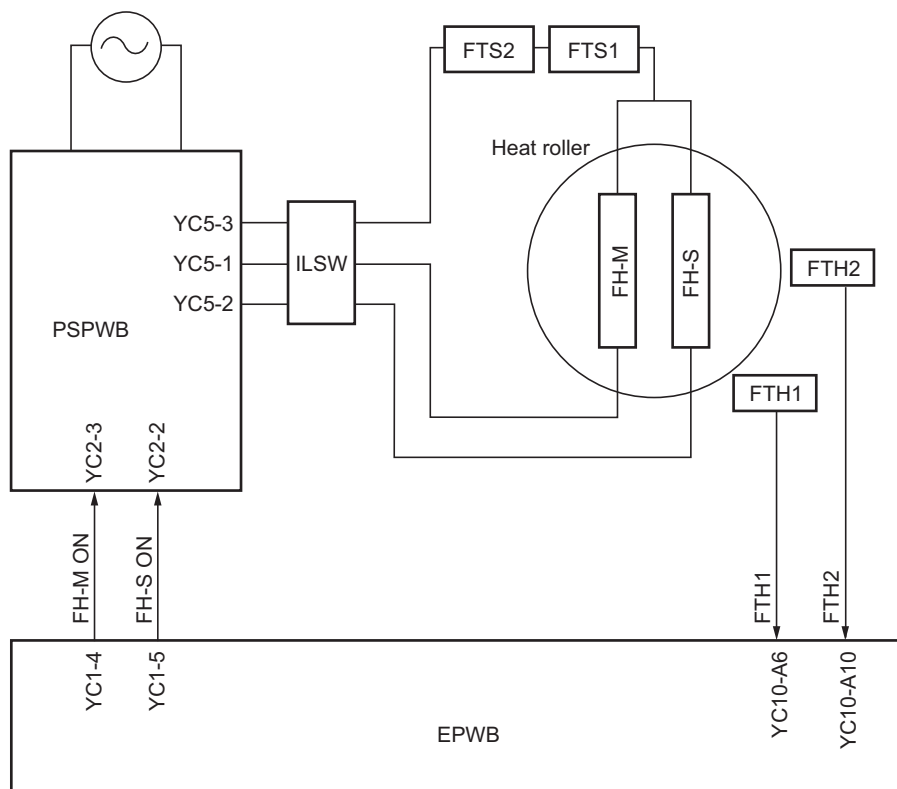 FTS2
FTS1
Heat roller
YC5-3
YC5-1
YC5-2
ILSW
FH-M
FH-S
FTH2
PSPWB
FTH1
YC2-3
YC2-2
FH-M ON
FH-S ON
FTH1
FTH2
YC1-4
YC1-5
YC10-A6
YC10-A10
EPWB